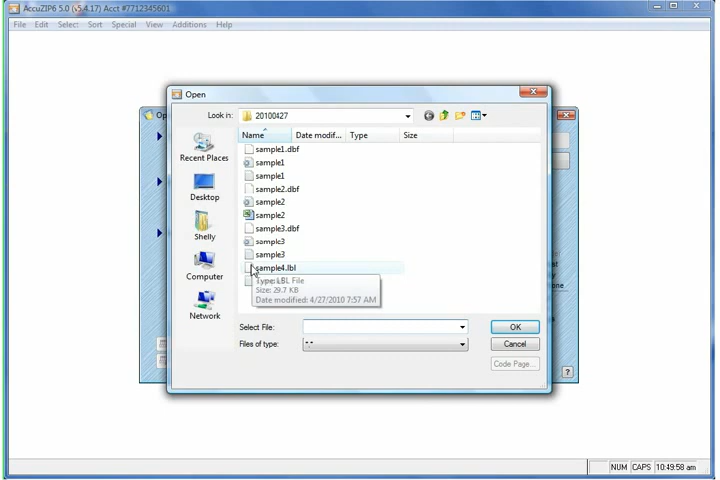 AccuZIP6 5.0 (v5.4.17) Acct #7712345601
File Edit Select Sort Special View Additions Help
Open
Look in: 20100427
Name Date modif... Type Size
Recent Places
Desktop
Shelly
Computer
Network
sample1.dbf
sample1
sample1
sample2.dbf
sample2
sample2
sample3.dbf
sample3
sample3
sample4.lbl
Type: LBL File
Size: 29.7 KB
Date modified: 4/27/2010 7:57 AM
Select File:
OK
Files of type: *.*
Cancel
Code Page...
?
NUM CAPS 10:49:58 am